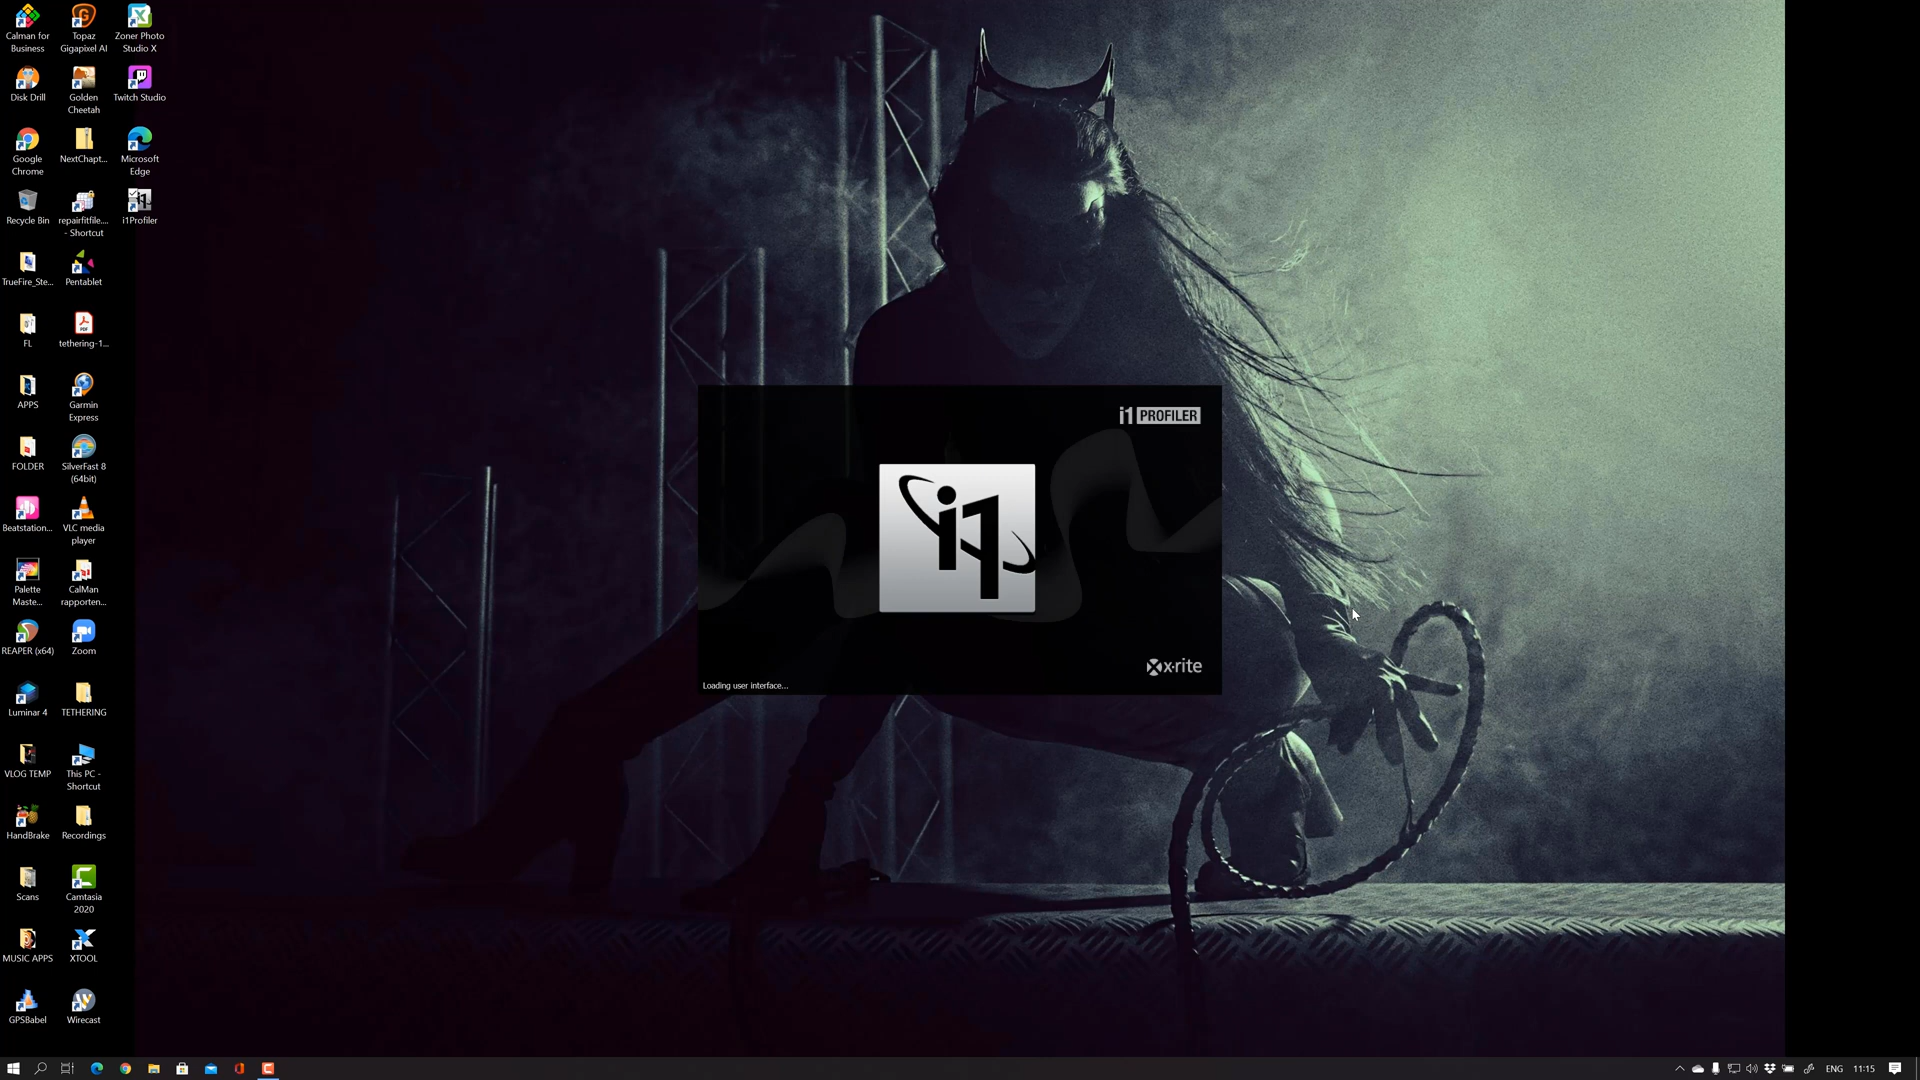 Calman for
Business
Topaz
Gigapixel AI
Zoner Photo
Studio X
Disk Drill
Golden
Cheetah
Twitch Studio
Google
Chrome
NextChapt...
Microsoft
Edge
Recycle Bin
repairfitfile....
- Shortcut
i1Profiler
TrueFire_Ste...
Pentablet
FL
tethering-1...
APPS
Garmin
Express
FOLDER
SilverFast 8
(64bit)
Beatstation...
VLC media
player
Palette
Maste...
CalMan
rapporten...
REAPER (x64)
Zoom
Luminar 4
TETHERING
VLOG TEMP
This PC -
Shortcut
HandBrake
Recordings
Scans
Camtasia
2020
MUSIC APPS
XTOOL
GPSBabel
Wirecast
i1 PROFILER
i1
x·rite
Loading user interface...
ENG
11:15